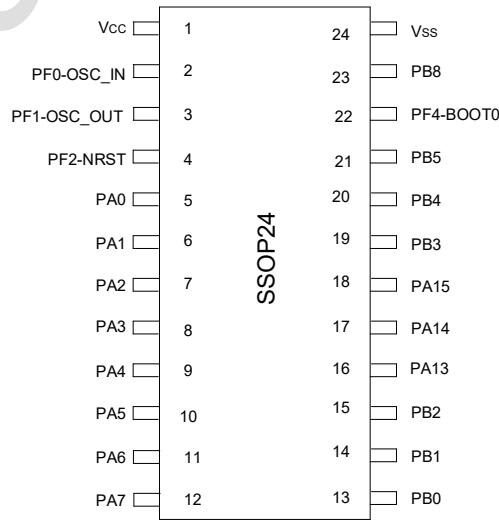 Vcc 1 24 Vss
PF0-OSC_IN 2 23 PB8
PF1-OSC_OUT 3 22 PF4-BOOT0
PF2-NRST 4 21 PB5
PA0 5 20 PB4
PA1 6 19 PB3
PA2 7 18 PA15
PA3 8 17 PA14
PA4 9 16 PA13
PA5 10 15 PB2
PA6 11 14 PB1
PA7 12 13 PB0
SSOP24